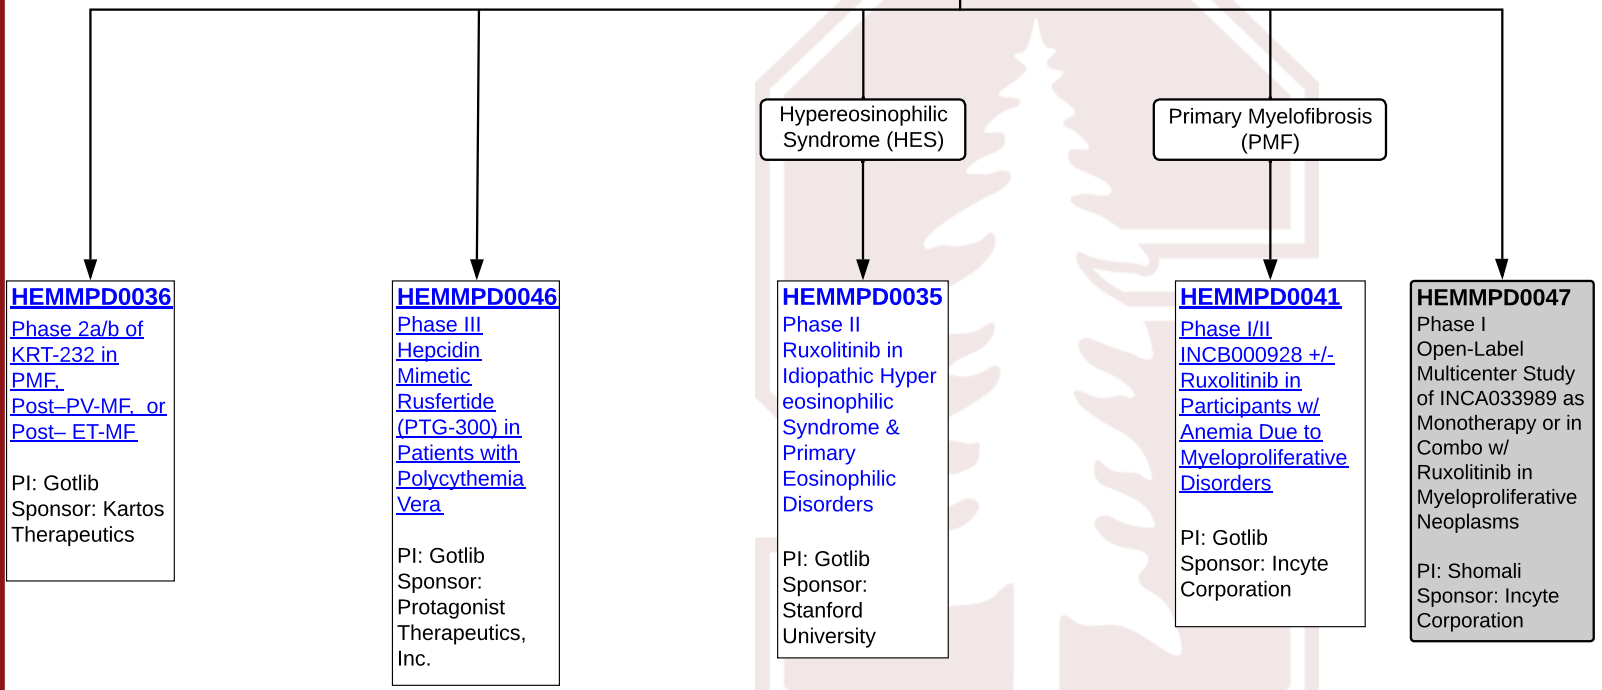 Hypereosinophilic
Syndrome (HES)
Primary Myelofibrosis
(PMF)
HEMMPD0036
Phase 2a/b of
KRT-232 in
PMF,
Post–PV-MF,  or
Post– ET-MF
PI: Gotlib
Sponsor: Kartos
Therapeutics
HEMMPD0046
Phase III
Hepcidin
Mimetic
Rusfertide
(PTG-300) in
Patients with
Polycythemia
Vera
PI: Gotlib
Sponsor:
Protagonist
Therapeutics,
Inc.
HEMMPD0035
Phase II
Ruxolitinib in
Idiopathic Hyper
eosinophilic
Syndrome &
Primary
Eosinophilic
Disorders
PI: Gotlib
Sponsor:
Stanford
University
HEMMPD0041
Phase I/II
INCB000928 +/-
Ruxolitinib in
Participants w/
Anemia Due to
Myeloproliferative
Disorders
PI: Gotlib
Sponsor: Incyte
Corporation
HEMMPD0047
Phase I
Open-Label
Multicenter Study
of INCA033989 as
Monotherapy or in
Combo w/
Ruxolitinib in
Myeloproliferative
Neoplasms
PI: Shomali
Sponsor: Incyte
Corporation